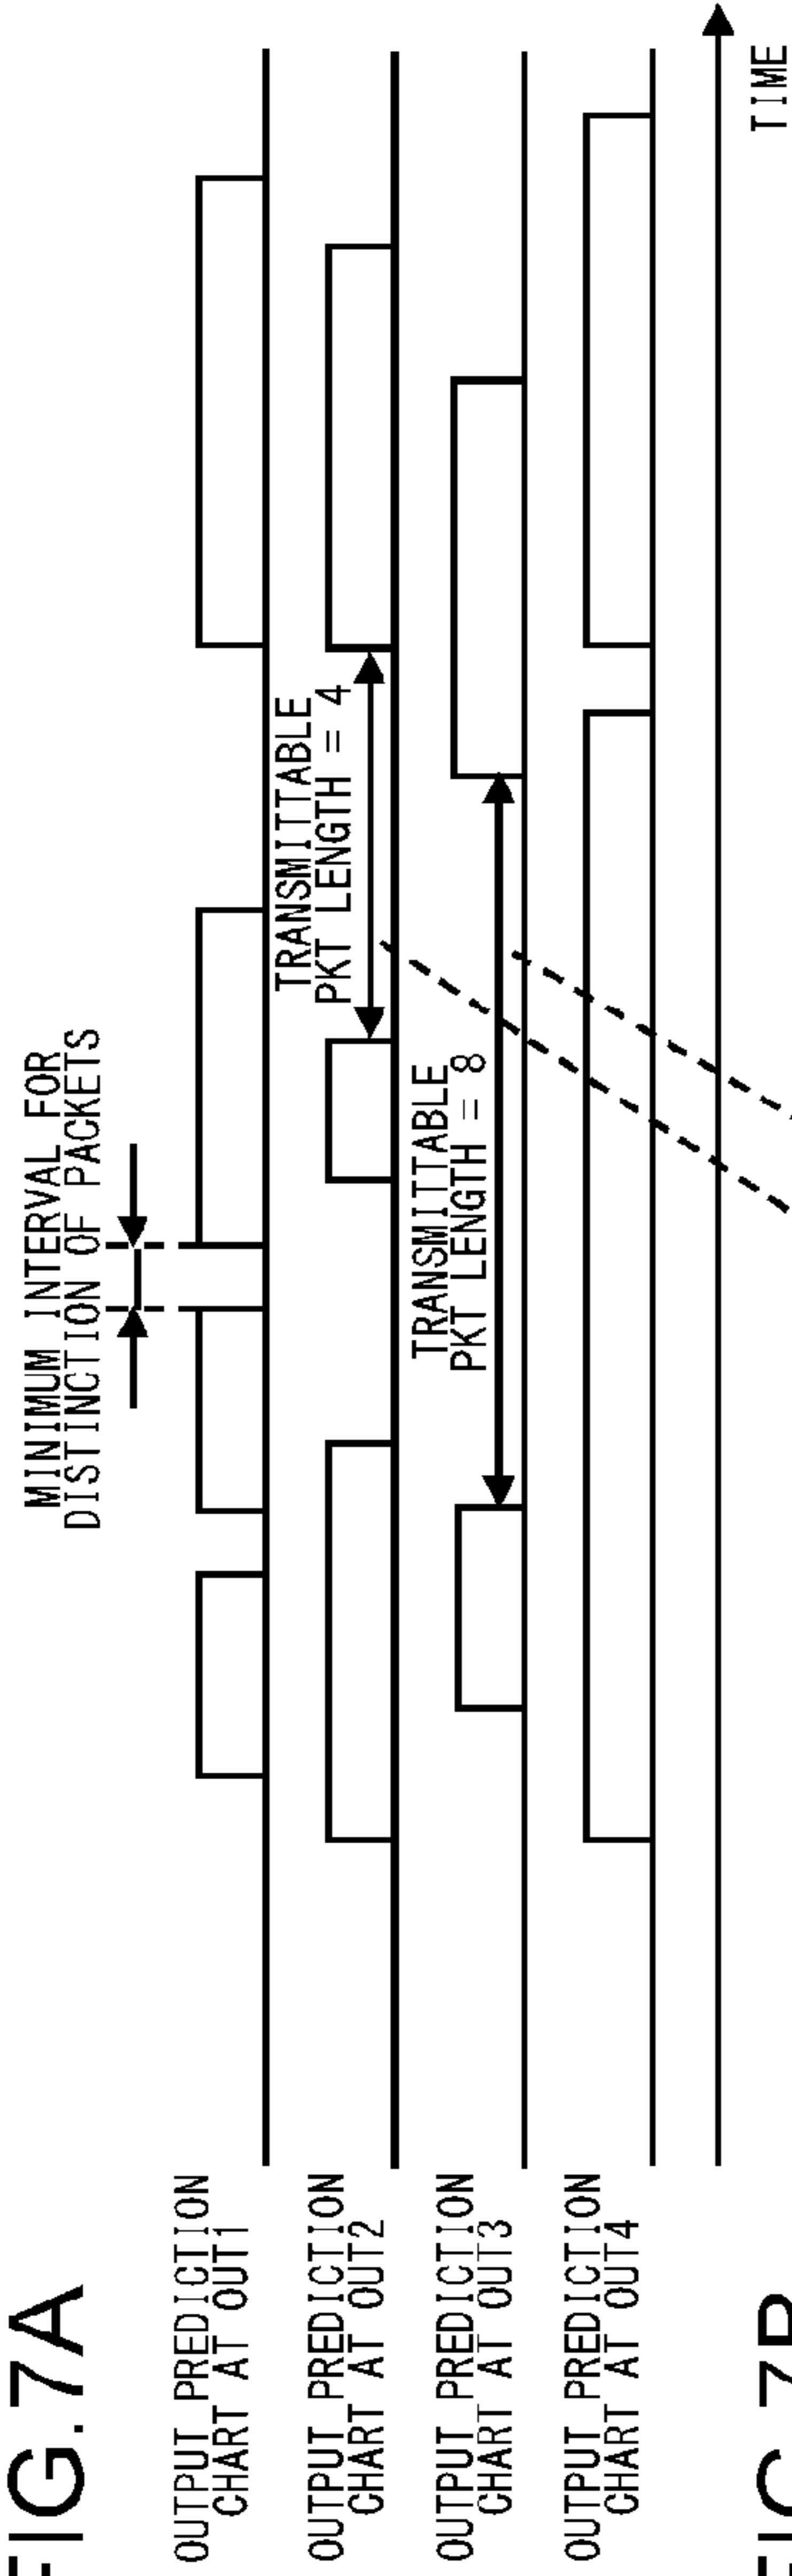 FIG.7A
MINIMUM INTERVAL FOR
DISTINCTION OF PACKETS
OUTPUT PREDICTION
CHART AT OUT1
TRANSMITTABLE
PKT LENGTH = 4
OUTPUT PREDICTION
CHART AT OUT2
TRANSMITTABLE
PKT LENGTH = 8
OUTPUT PREDICTION
CHART AT OUT3
OUTPUT PREDICTION
CHART AT OUT4
TIME